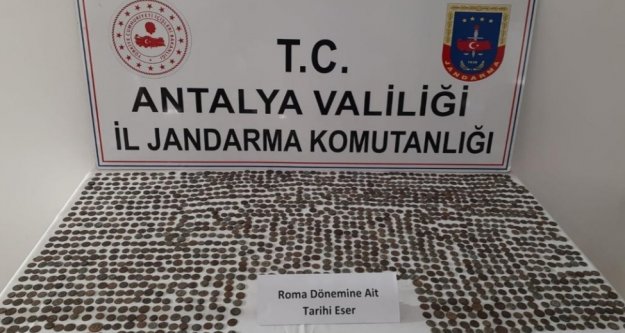 T.C.
ANTALYA VALİLİĞİ
İL JANDARMA KOMUTANLIĞI
JANDARMA
Roma Dönemine Ait
Tarihi Eser